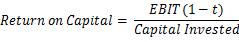 Return on Capital = EBIT (1 − t) / Capital Invested